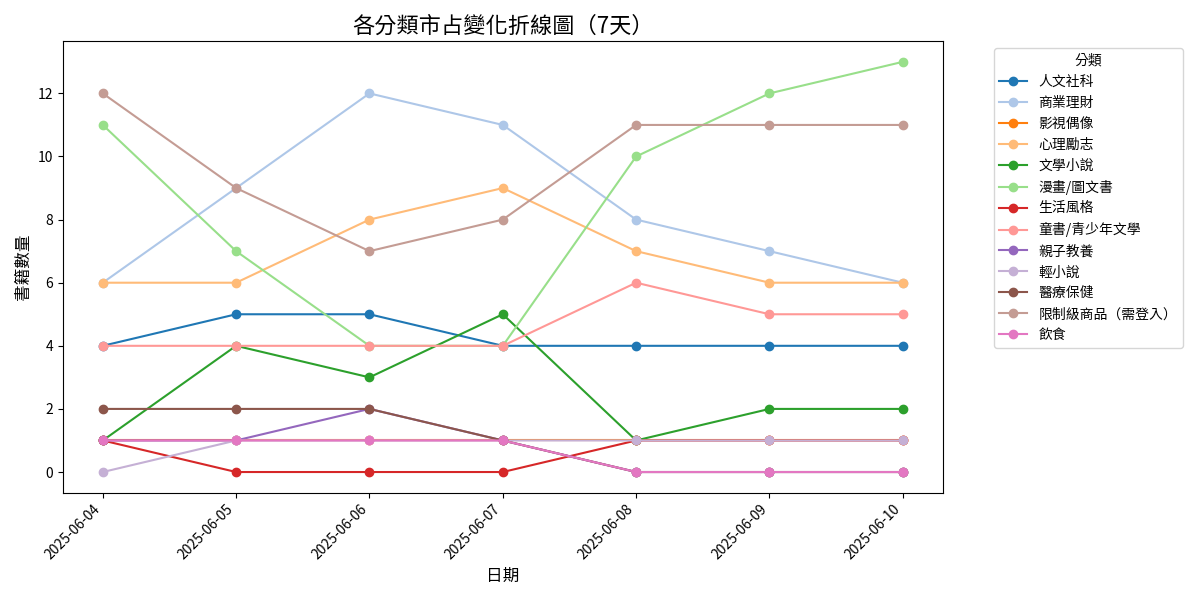 各分類市占變化折線圖（7天）
書籍數量
12
10
8
6
4
2
0
2025-06-04
2025-06-05
2025-06-06
2025-06-07
2025-06-08
2025-06-09
2025-06-10
日期
分類
人文社科
商業理財
影視偶像
心理勵志
文學小說
漫畫/圖文書
生活風格
童書/青少年文學
親子教養
輕小說
醫療保健
限制級商品（需登入）
飲食